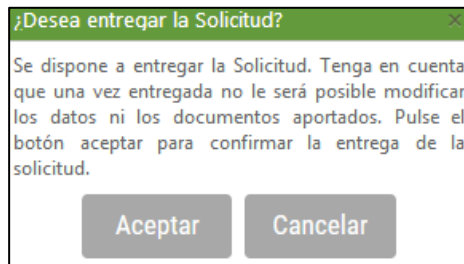 ¿Desea entregar la Solicitud? ×
Se dispone a entregar la Solicitud. Tenga en cuenta
que una vez entregada no le será posible modificar
los datos ni los documentos aportados. Pulse el
botón aceptar para confirmar la entrega de la
solicitud.
Aceptar Cancelar